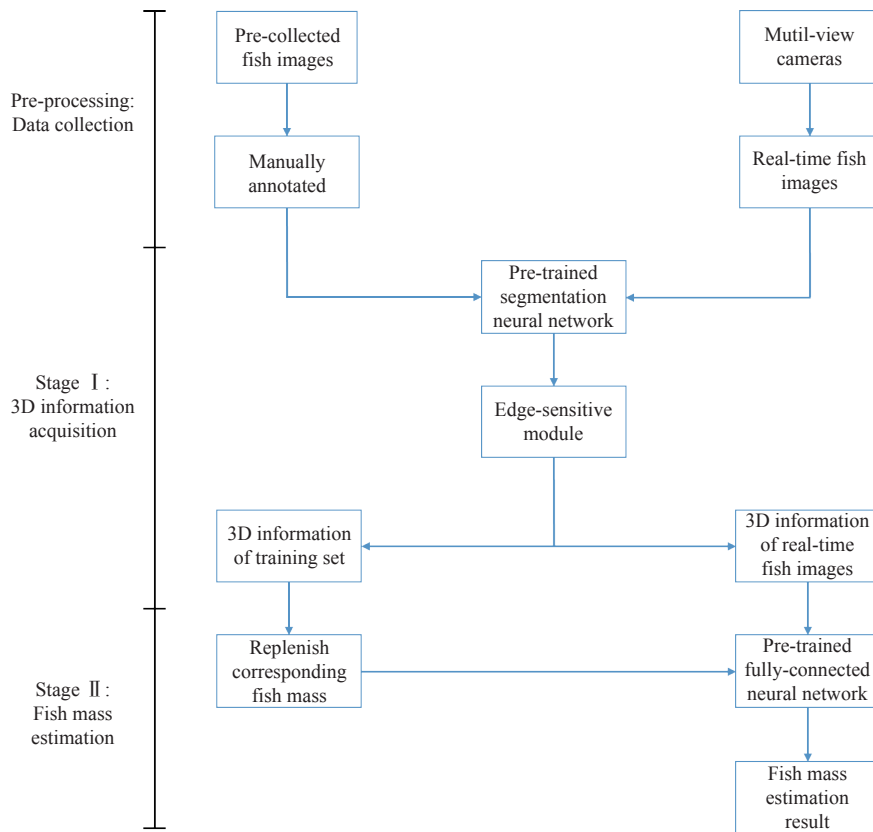 Pre-collected
fish images
Mutil-view
cameras
Pre-processing:
Data collection
Manually
annotated
Real-time fish
images
Pre-trained
segmentation
neural network
Stage Ⅰ:
3D information
acquisition
Edge-sensitive
module
3D information
of training set
3D information
of real-time
fish images
Stage Ⅱ:
Fish mass
estimation
Replenish
corresponding
fish mass
Pre-trained
fully-connected
neural network
Fish mass
estimation
result